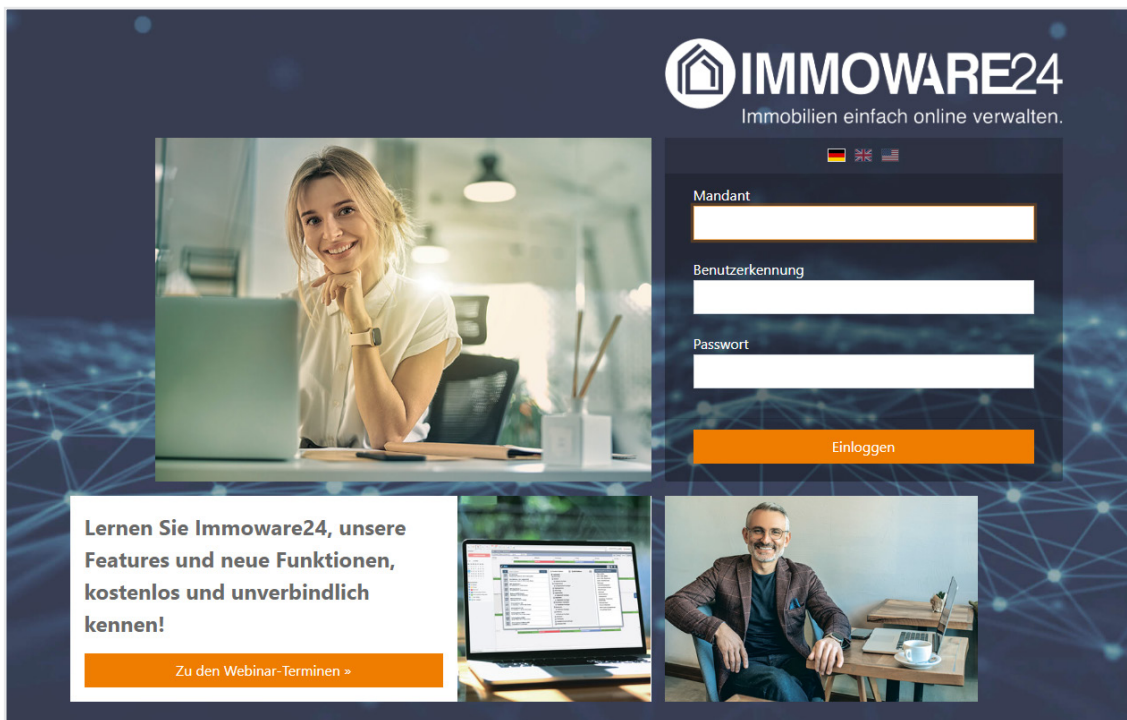 IMMOWARE24
Immobilien einfach online verwalten.
Mandant
Benutzerkennung
Passwort
Einloggen
Lernen Sie Immoware24, unsere
Features und neue Funktionen,
kostenlos und unverbindlich
kennen!
Zu den Webinar-Terminen »